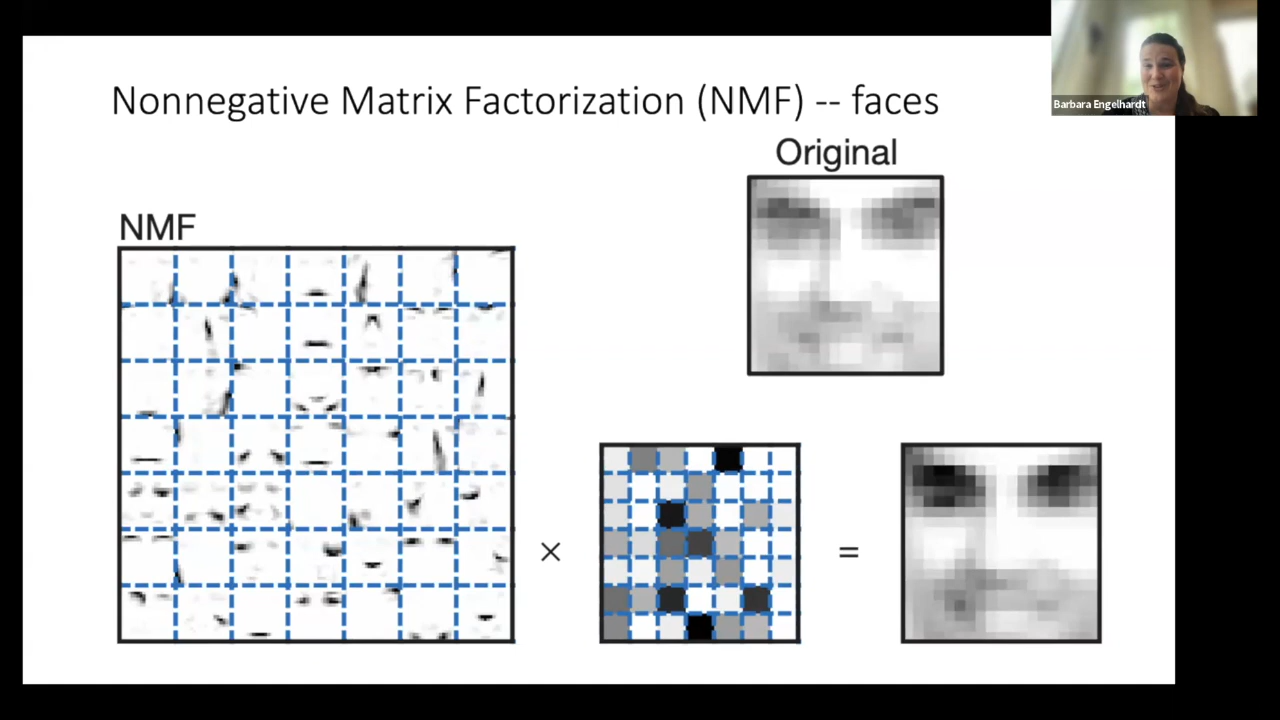 Nonnegative Matrix Factorization (NMF) -- faces
Barbara Engelhardt
Original
NMF
×
=